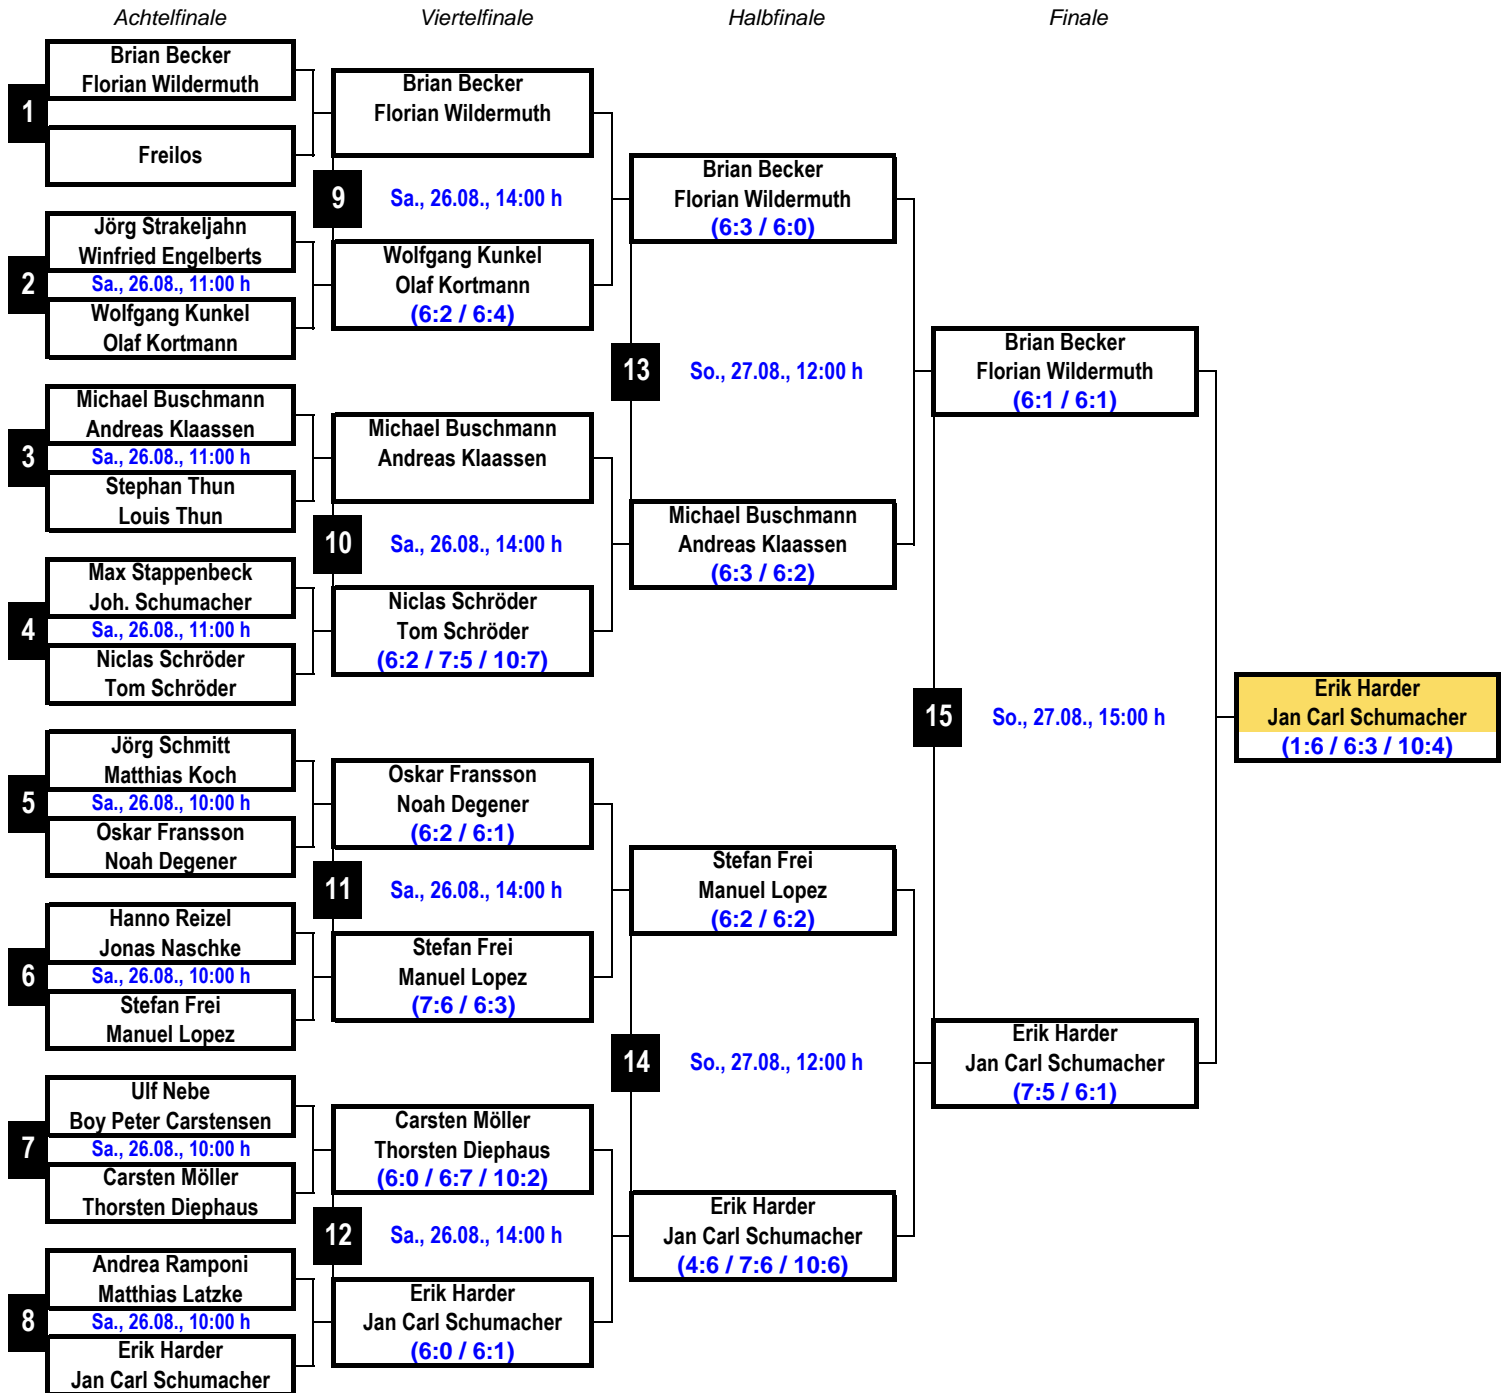 Achtelfinale
Viertelfinale
Halbfinale
Finale
1
Brian Becker
Florian Wildermuth
Freilos
2
Jörg Strakeljahn
Winfried Engelberts
Sa., 26.08., 11:00 h
Wolfgang Kunkel
Olaf Kortmann
3
Michael Buschmann
Andreas Klaassen
Sa., 26.08., 11:00 h
Stephan Thun
Louis Thun
4
Max Stappenbeck
Joh. Schumacher
Sa., 26.08., 11:00 h
Niclas Schröder
Tom Schröder
5
Jörg Schmitt
Matthias Koch
Sa., 26.08., 10:00 h
Oskar Fransson
Noah Degener
6
Hanno Reizel
Jonas Naschke
Sa., 26.08., 10:00 h
Stefan Frei
Manuel Lopez
7
Ulf Nebe
Boy Peter Carstensen
Sa., 26.08., 10:00 h
Carsten Möller
Thorsten Diephaus
8
Andrea Ramponi
Matthias Latzke
Sa., 26.08., 10:00 h
Erik Harder
Jan Carl Schumacher
Brian Becker
Florian Wildermuth
9
Sa., 26.08., 14:00 h
Wolfgang Kunkel
Olaf Kortmann
(6:2 / 6:4)
Michael Buschmann
Andreas Klaassen
10
Sa., 26.08., 14:00 h
Niclas Schröder
Tom Schröder
(6:2 / 7:5 / 10:7)
Oskar Fransson
Noah Degener
(6:2 / 6:1)
11
Sa., 26.08., 14:00 h
Stefan Frei
Manuel Lopez
(7:6 / 6:3)
Carsten Möller
Thorsten Diephaus
(6:0 / 6:7 / 10:2)
12
Sa., 26.08., 14:00 h
Erik Harder
Jan Carl Schumacher
(6:0 / 6:1)
Brian Becker
Florian Wildermuth
(6:3 / 6:0)
13
So., 27.08., 12:00 h
Michael Buschmann
Andreas Klaassen
(6:3 / 6:2)
Stefan Frei
Manuel Lopez
(6:2 / 6:2)
14
So., 27.08., 12:00 h
Erik Harder
Jan Carl Schumacher
(4:6 / 7:6 / 10:6)
Brian Becker
Florian Wildermuth
(6:1 / 6:1)
15
So., 27.08., 15:00 h
Erik Harder
Jan Carl Schumacher
(7:5 / 6:1)
Erik Harder
Jan Carl Schumacher
(1:6 / 6:3 / 10:4)